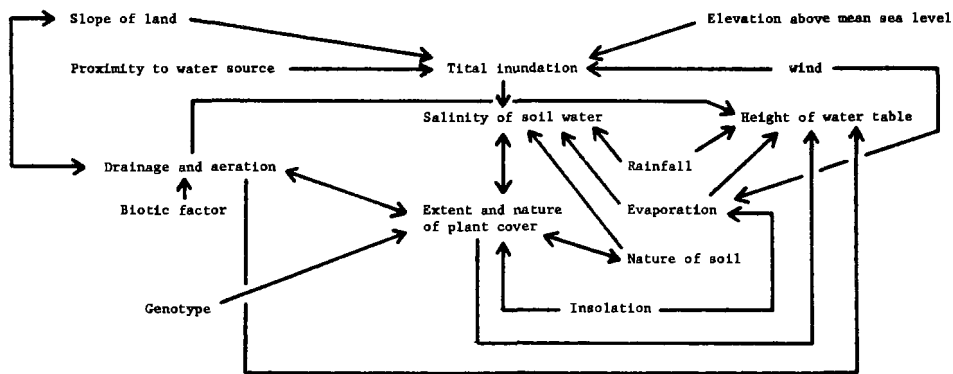 Slope of land
Elevation above mean sea level
Proximity to water source
Tital inundation
wind
Salinity of soil water
Height of water table
Drainage and aeration
Rainfall
Biotic factor
Extent and nature
of plant cover
Evaporation
Nature of soil
Genotype
Insolation